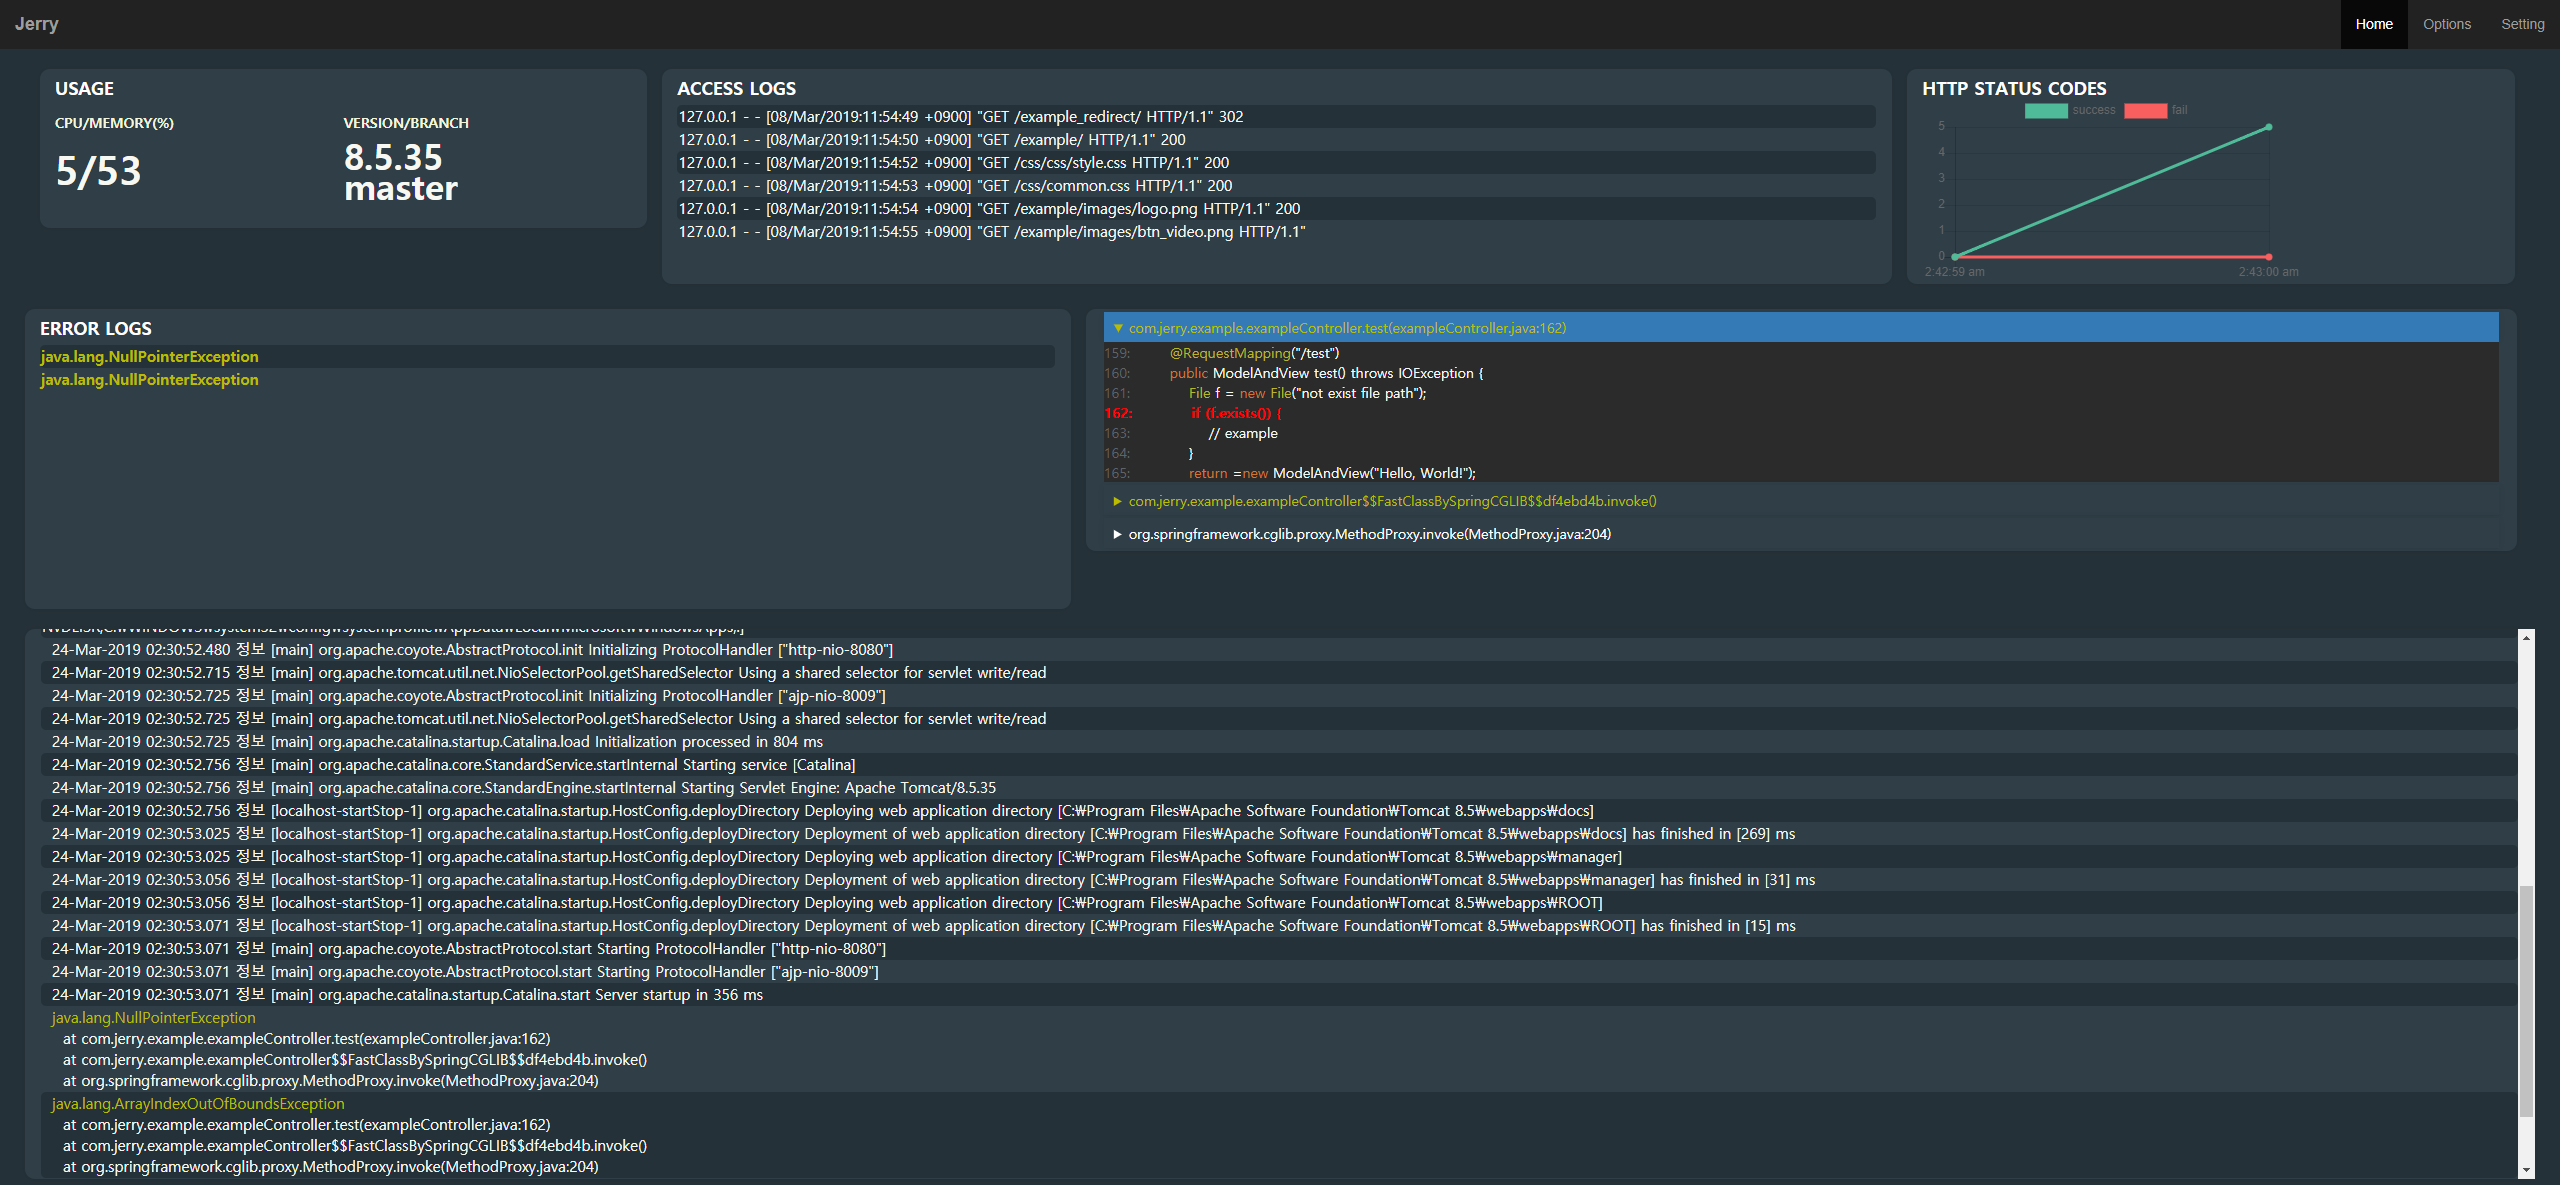 Jerry
Home Options Setting
USAGE
CPU/MEMORY(%) VERSION/BRANCH
5/53
8.5.35
master
ACCESS LOGS
127.0.0.1 - - [08/Mar/2019:11:54:49 +0900] "GET /example_redirect/ HTTP/1.1" 302
127.0.0.1 - - [08/Mar/2019:11:54:50 +0900] "GET /example/ HTTP/1.1" 200
127.0.0.1 - - [08/Mar/2019:11:54:52 +0900] "GET /css/css/style.css HTTP/1.1" 200
127.0.0.1 - - [08/Mar/2019:11:54:53 +0900] "GET /css/common.css HTTP/1.1" 200
127.0.0.1 - - [08/Mar/2019:11:54:54 +0900] "GET /example/images/logo.png HTTP/1.1" 200
127.0.0.1 - - [08/Mar/2019:11:54:55 +0900] "GET /example/images/btn_video.png HTTP/1.1"
HTTP STATUS CODES
success fail
5
4
3
2
1
0
2:42:59 am 2:43:00 am
ERROR LOGS
java.lang.NullPointerException
java.lang.NullPointerException
▼ com.jerry.example.exampleController.test(exampleController.java:162)
159: @RequestMapping("/test")
160: public ModelAndView test() throws IOException {
161: File f = new File("not exist file path");
162: if (f.exists()) {
163: // example
164: }
165: return =new ModelAndView("Hello, World!");
► com.jerry.example.exampleController$$FastClassBySpringCGLIB$$df4ebd4b.invoke()
► org.springframework.cglib.proxy.MethodProxy.invoke(MethodProxy.java:204)
24-Mar-2019 02:30:52.480 정보 [main] org.apache.coyote.AbstractProtocol.init Initializing ProtocolHandler ["http-nio-8080"]
24-Mar-2019 02:30:52.715 정보 [main] org.apache.tomcat.util.net.NioSelectorPool.getSharedSelector Using a shared selector for servlet write/read
24-Mar-2019 02:30:52.725 정보 [main] org.apache.coyote.AbstractProtocol.init Initializing ProtocolHandler ["ajp-nio-8009"]
24-Mar-2019 02:30:52.725 정보 [main] org.apache.tomcat.util.net.NioSelectorPool.getSharedSelector Using a shared selector for servlet write/read
24-Mar-2019 02:30:52.725 정보 [main] org.apache.catalina.startup.Catalina.load Initialization processed in 804 ms
24-Mar-2019 02:30:52.756 정보 [main] org.apache.catalina.core.StandardService.startInternal Starting service [Catalina]
24-Mar-2019 02:30:52.756 정보 [main] org.apache.catalina.core.StandardEngine.startInternal Starting Servlet Engine: Apache Tomcat/8.5.35
24-Mar-2019 02:30:52.756 정보 [localhost-startStop-1] org.apache.catalina.startup.HostConfig.deployDirectory Deploying web application directory [C:₩Program Files₩Apache Software Foundation₩Tomcat 8.5₩webapps₩docs]
24-Mar-2019 02:30:53.025 정보 [localhost-startStop-1] org.apache.catalina.startup.HostConfig.deployDirectory Deployment of web application directory [C:₩Program Files₩Apache Software Foundation₩Tomcat 8.5₩webapps₩docs] has finished in [269] ms
24-Mar-2019 02:30:53.025 정보 [localhost-startStop-1] org.apache.catalina.startup.HostConfig.deployDirectory Deploying web application directory [C:₩Program Files₩Apache Software Foundation₩Tomcat 8.5₩webapps₩manager]
24-Mar-2019 02:30:53.056 정보 [localhost-startStop-1] org.apache.catalina.startup.HostConfig.deployDirectory Deployment of web application directory [C:₩Program Files₩Apache Software Foundation₩Tomcat 8.5₩webapps₩manager] has finished in [31] ms
24-Mar-2019 02:30:53.056 정보 [localhost-startStop-1] org.apache.catalina.startup.HostConfig.deployDirectory Deploying web application directory [C:₩Program Files₩Apache Software Foundation₩Tomcat 8.5₩webapps₩ROOT]
24-Mar-2019 02:30:53.071 정보 [localhost-startStop-1] org.apache.catalina.startup.HostConfig.deployDirectory Deployment of web application directory [C:₩Program Files₩Apache Software Foundation₩Tomcat 8.5₩webapps₩ROOT] has finished in [15] ms
24-Mar-2019 02:30:53.071 정보 [main] org.apache.coyote.AbstractProtocol.start Starting ProtocolHandler ["http-nio-8080"]
24-Mar-2019 02:30:53.071 정보 [main] org.apache.coyote.AbstractProtocol.start Starting ProtocolHandler ["ajp-nio-8009"]
24-Mar-2019 02:30:53.071 정보 [main] org.apache.catalina.startup.Catalina.start Server startup in 356 ms
java.lang.NullPointerException
at com.jerry.example.exampleController.test(exampleController.java:162)
at com.jerry.example.exampleController$$FastClassBySpringCGLIB$$df4ebd4b.invoke()
at org.springframework.cglib.proxy.MethodProxy.invoke(MethodProxy.java:204)
java.lang.ArrayIndexOutOfBoundsException
at com.jerry.example.exampleController.test(exampleController.java:162)
at com.jerry.example.exampleController$$FastClassBySpringCGLIB$$df4ebd4b.invoke()
at org.springframework.cglib.proxy.MethodProxy.invoke(MethodProxy.java:204)